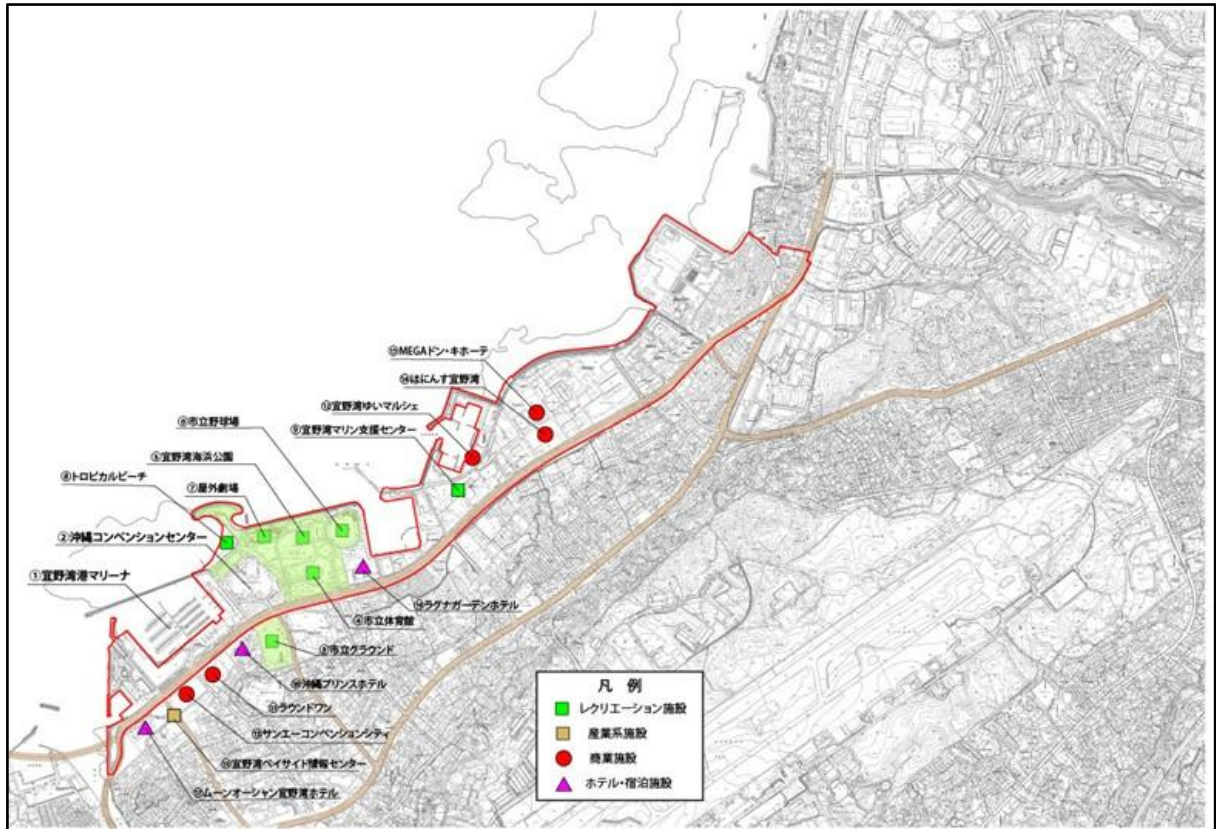 ⑮MEGAドン・キホーテ
⑭はにんす宜野湾
⑫宜野湾ゆいマルシェ
⑨宜野湾マリン支援センター
⑥市立野球場
⑤宜野湾海浜公園
⑧トロピカルビーチ
⑦屋外劇場
②沖縄コンベンションセンター
①宜野湾港マリーナ
⑱ラグナガーデンホテル
④市立体育館
③市立グラウンド
⑯沖縄プリンスホテル
⑪ラウンドワン
⑬サンエーコンベンションシティ
⑩宜野湾ベイサイド情報センター
⑰ムーンオーシャン宜野湾ホテル
凡 例
レクリエーション施設
産業系施設
商業施設
ホテル・宿泊施設